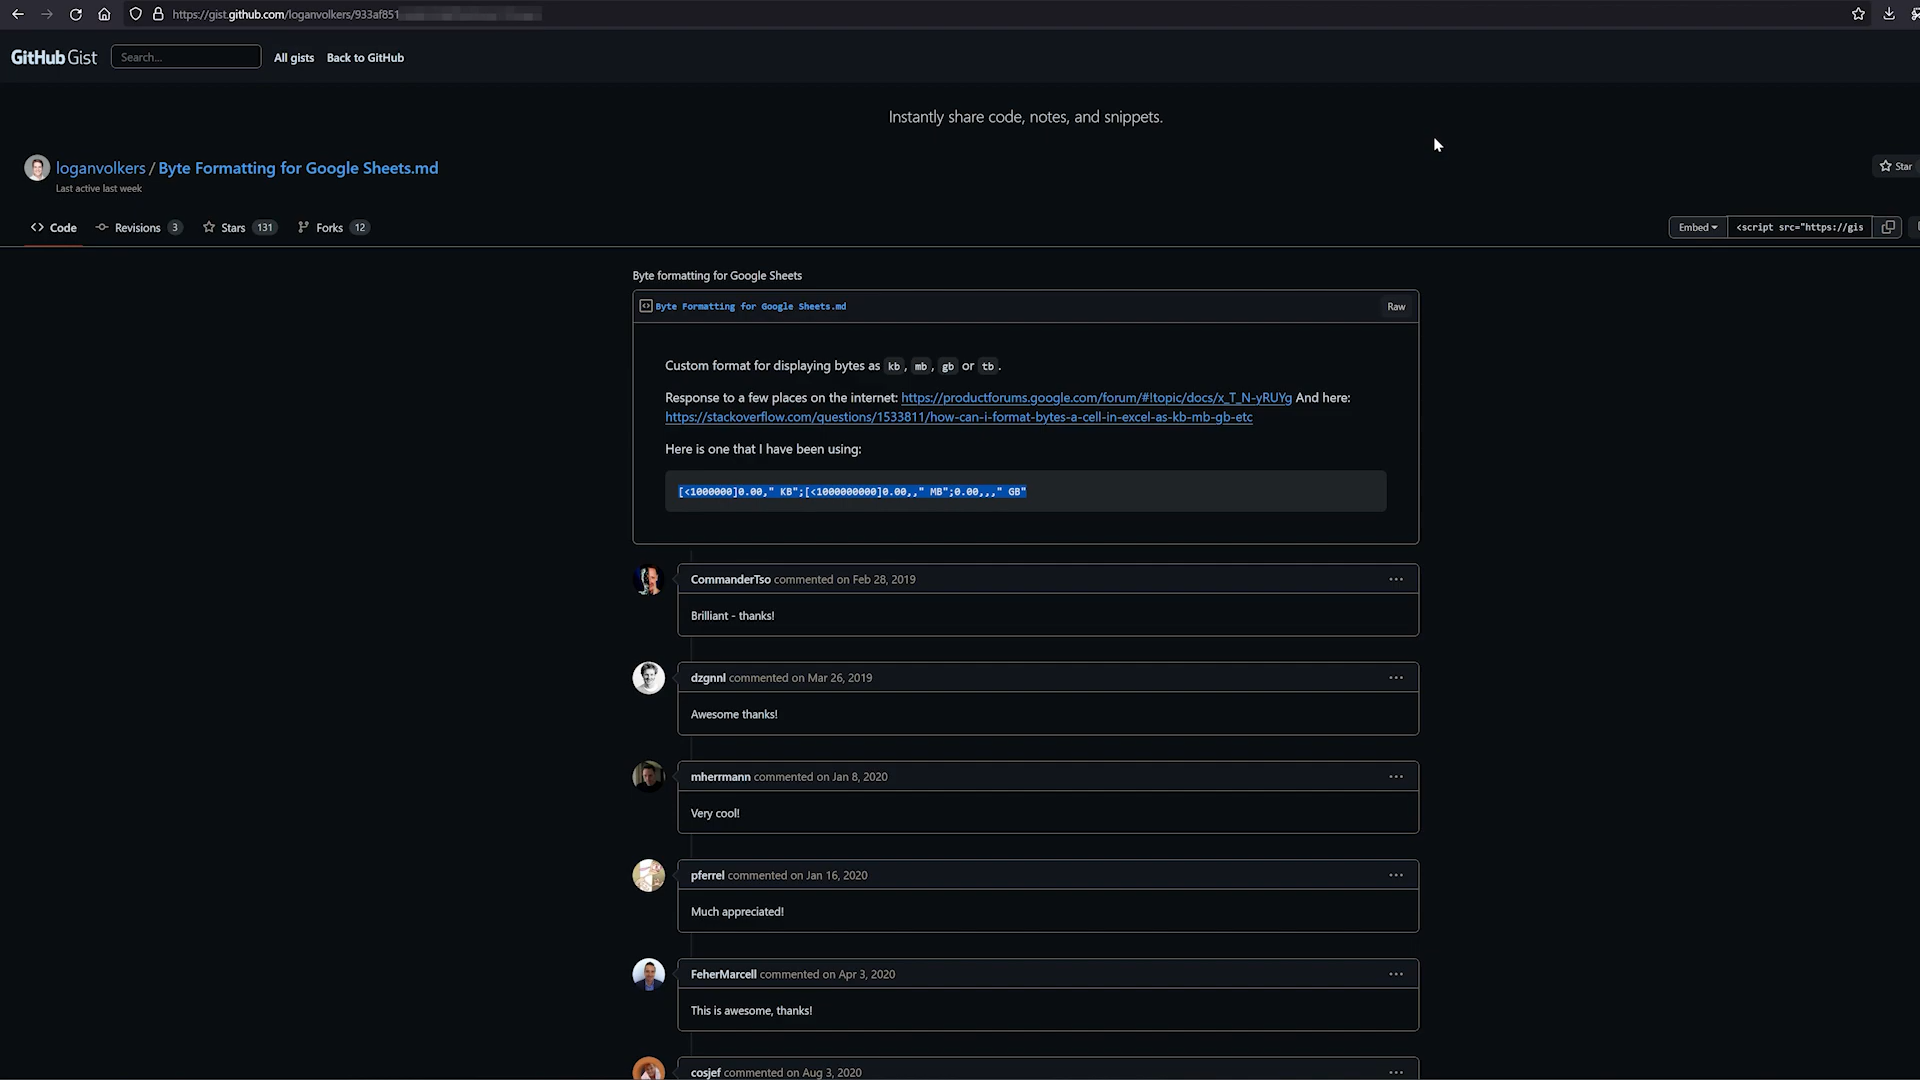 https://gist.github.com/loganvolkers/933af851
GitHub Gist
Search...
All gists
Back to GitHub
Instantly share code, notes, and snippets.
loganvolkers / Byte Formatting for Google Sheets.md
Star
Last active last week
Code
Revisions 3
Stars 131
Forks 12
Embed
<script src="https://gis
Byte formatting for Google Sheets
Byte Formatting for Google Sheets.md
Raw
Custom format for displaying bytes as kb, mb, gb or tb.
Response to a few places on the internet: https://productforums.google.com/forum/#!topic/docs/x_T_N-yRUYg And here:
https://stackoverflow.com/questions/1533811/how-can-i-format-bytes-a-cell-in-excel-as-kb-mb-gb-etc
Here is one that I have been using:
[<1000000]0.00," KB";[<1000000000]0.00,," MB";0.00,,," GB"
CommanderTso commented on Feb 28, 2019
Brilliant - thanks!
dzgnnl commented on Mar 26, 2019
Awesome thanks!
mherrmann commented on Jan 8, 2020
Very cool!
pferrel commented on Jan 16, 2020
Much appreciated!
FeherMarcell commented on Apr 3, 2020
This is awesome, thanks!
cosjef commented on Aug 3, 2020